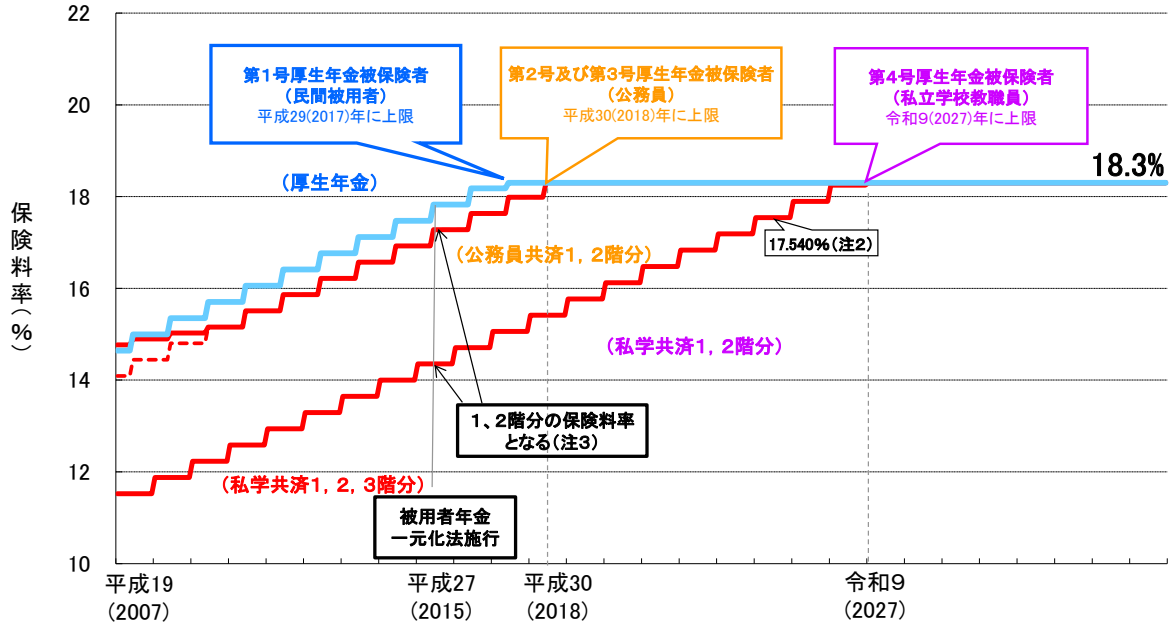 22
20
18
16
14
12
10
保険料率(%)
第1号厚生年金被保険者
(民間被用者)
平成29(2017)年に上限
第2号及び第3号厚生年金被保険者
(公務員)
平成30(2018)年に上限
第4号厚生年金被保険者
(私立学校教職員)
令和9(2027)年に上限
18.3%
(厚生年金)
(公務員共済1,2階分)
17.540%(注2)
(私学共済1,2階分)
1、2階分の保険料率
となる(注3)
(私学共済1,2,3階分)
被用者年金
一元化法施行
平成19
(2007)
平成27
(2015)
平成30
(2018)
令和9
(2027)